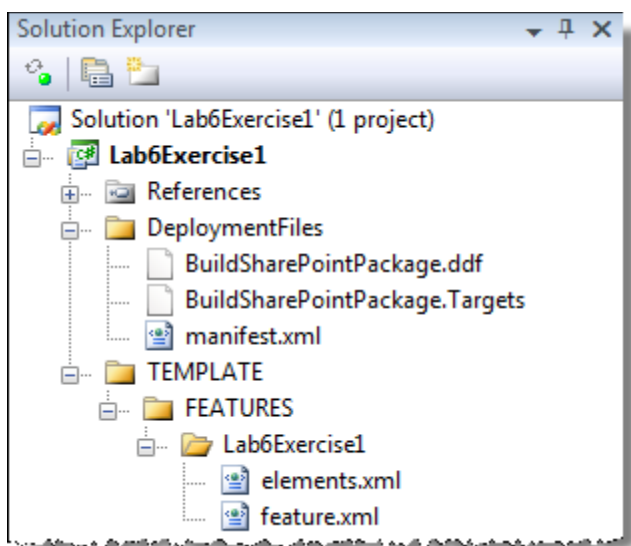 Solution Explorer
Solution 'Lab6Exercise1' (1 project)
Lab6Exercise1
References
DeploymentFiles
BuildSharePointPackage.ddf
BuildSharePointPackage.Targets
manifest.xml
TEMPLATE
FEATURES
Lab6Exercise1
elements.xml
feature.xml